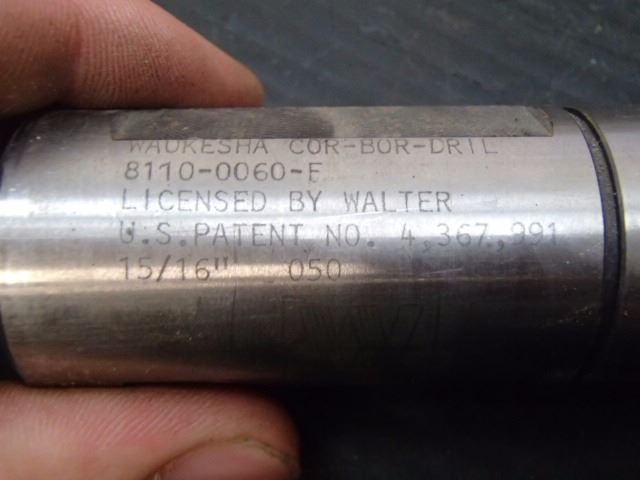 WAUKESHA COR-BOR-DRIL
8110-0060-F
LICENSED BY WALTER
U.S.PATENT NO. 4,367,991
15/16" 050